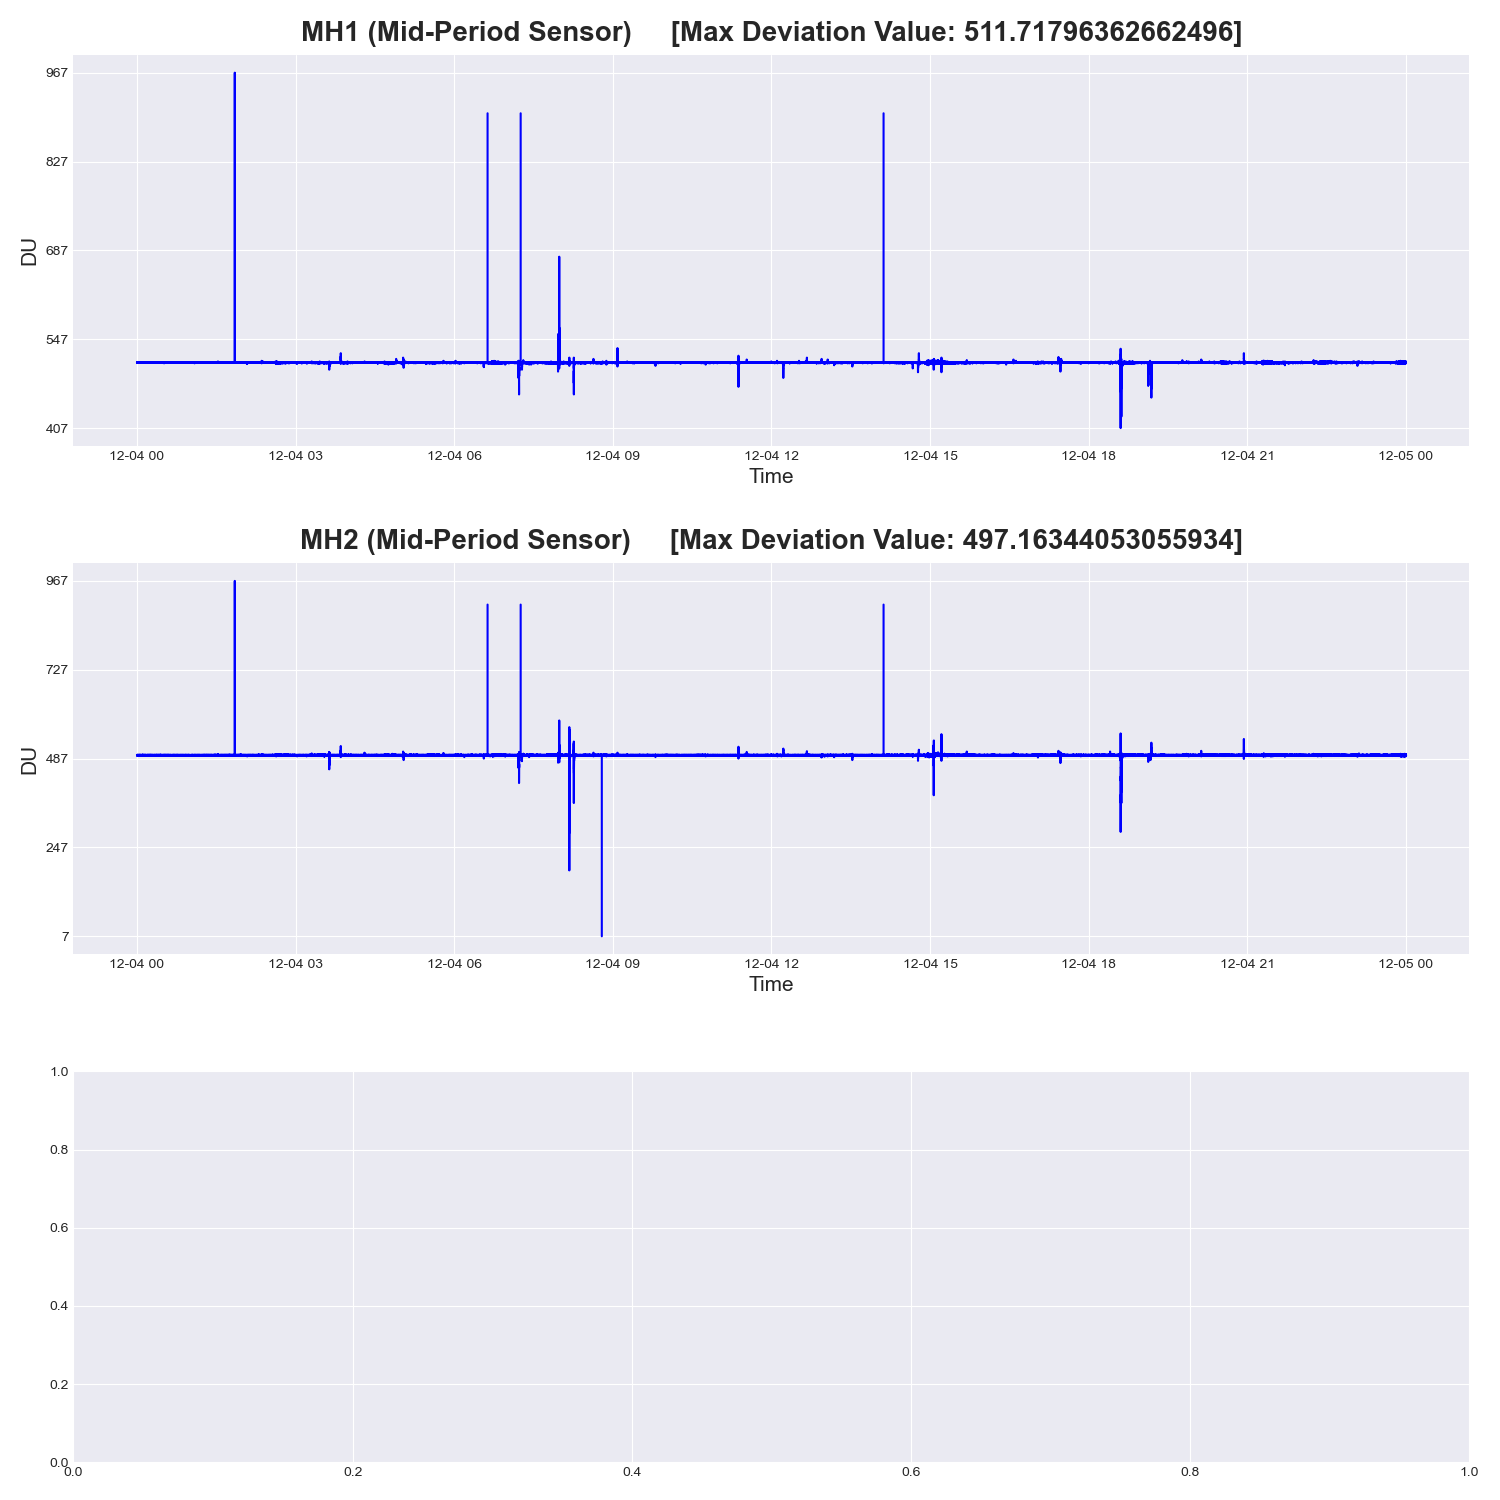 MH1 (Mid-Period Sensor) [Max Deviation Value: 511.71796362662496]
967
827
687
547
407
DU
12-04 00 12-04 03 12-04 06 12-04 09 12-04 12 12-04 15 12-04 18 12-04 21 12-05 00
Time
MH2 (Mid-Period Sensor) [Max Deviation Value: 497.16344053055934]
967
727
487
247
7
DU
12-04 00 12-04 03 12-04 06 12-04 09 12-04 12 12-04 15 12-04 18 12-04 21 12-05 00
Time
1.0
0.8
0.6
0.4
0.2
0.0
0.0 0.2 0.4 0.6 0.8 1.0